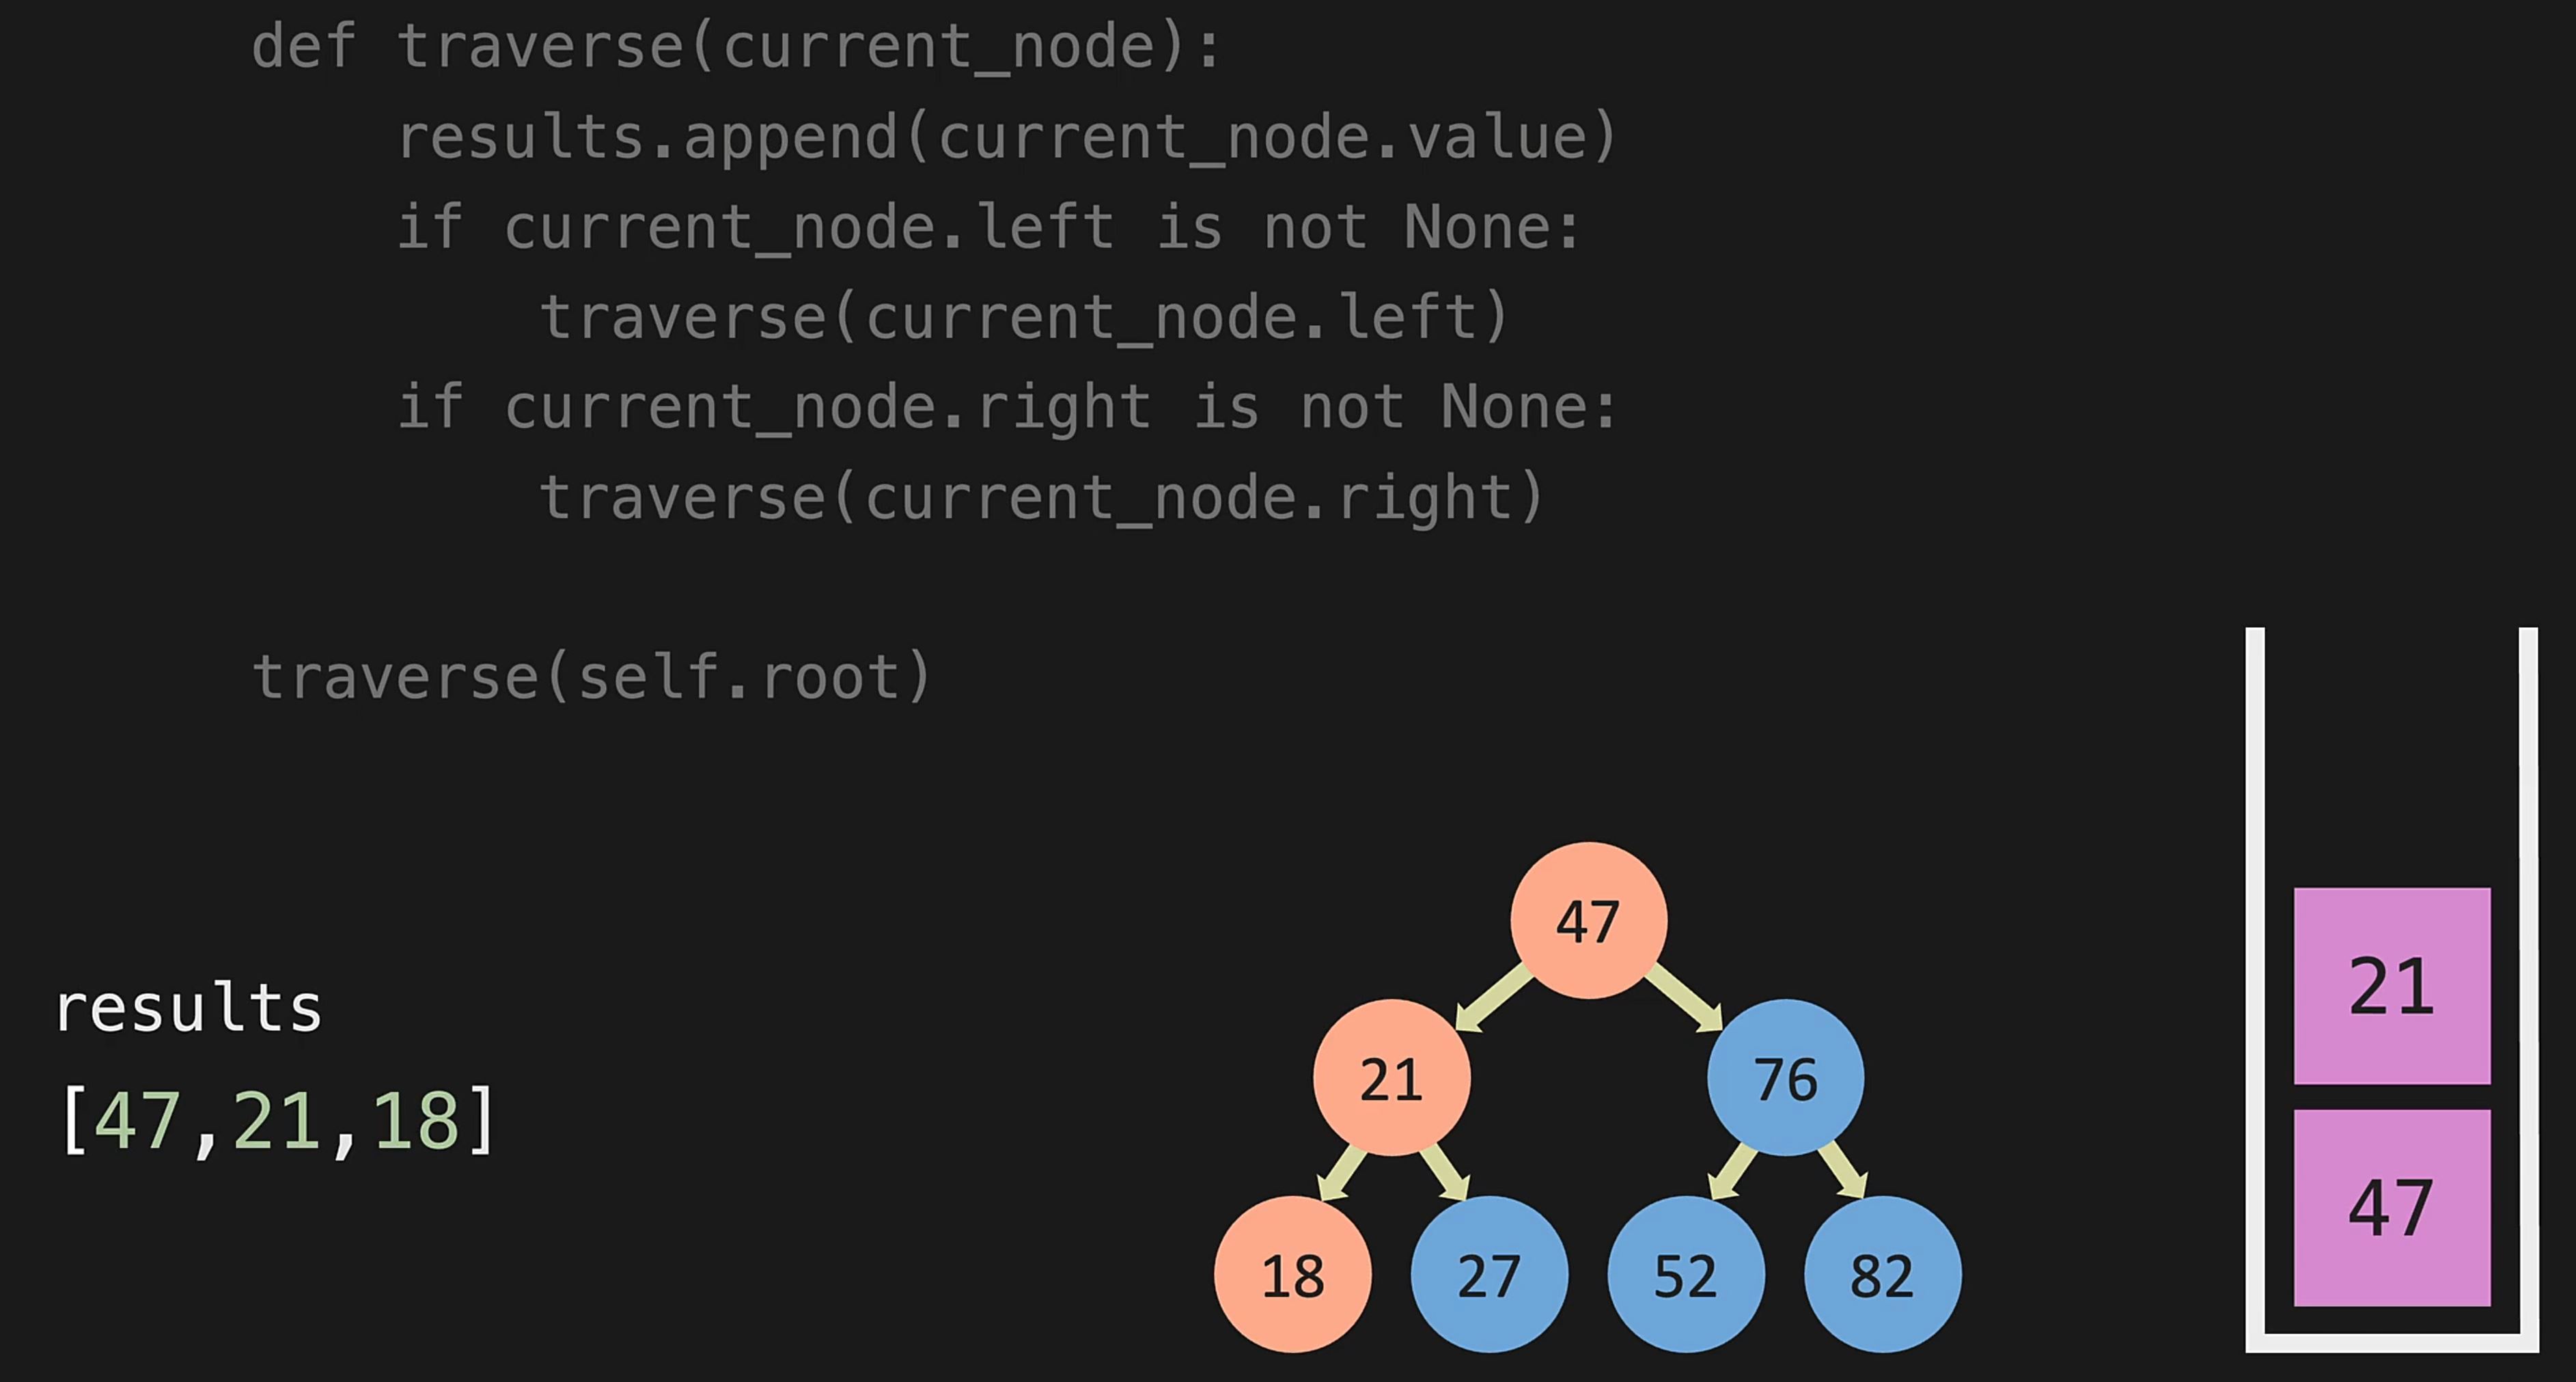 def traverse(current_node):
results.append(current_node.value)
if current_node.left is not None:
traverse(current_node.left)
if current_node.right is not None:
traverse(current_node.right)
traverse(self.root)
results
[47,21,18]
47
21
76
18
27
52
82
21
47